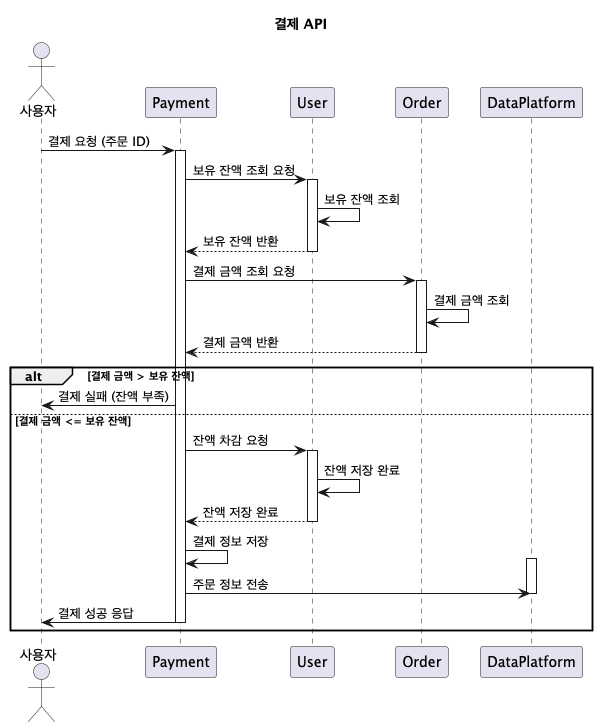 결제 API
사용자
Payment
User
Order
DataPlatform
결제 요청 (주문 ID)
보유 잔액 조회 요청
보유 잔액 조회
보유 잔액 반환
결제 금액 조회 요청
결제 금액 조회
결제 금액 반환
alt
[결제 금액 > 보유 잔액]
결제 실패 (잔액 부족)
[결제 금액 <= 보유 잔액]
잔액 차감 요청
잔액 저장 완료
잔액 저장 완료
결제 정보 저장
주문 정보 전송
결제 성공 응답
사용자
Payment
User
Order
DataPlatform